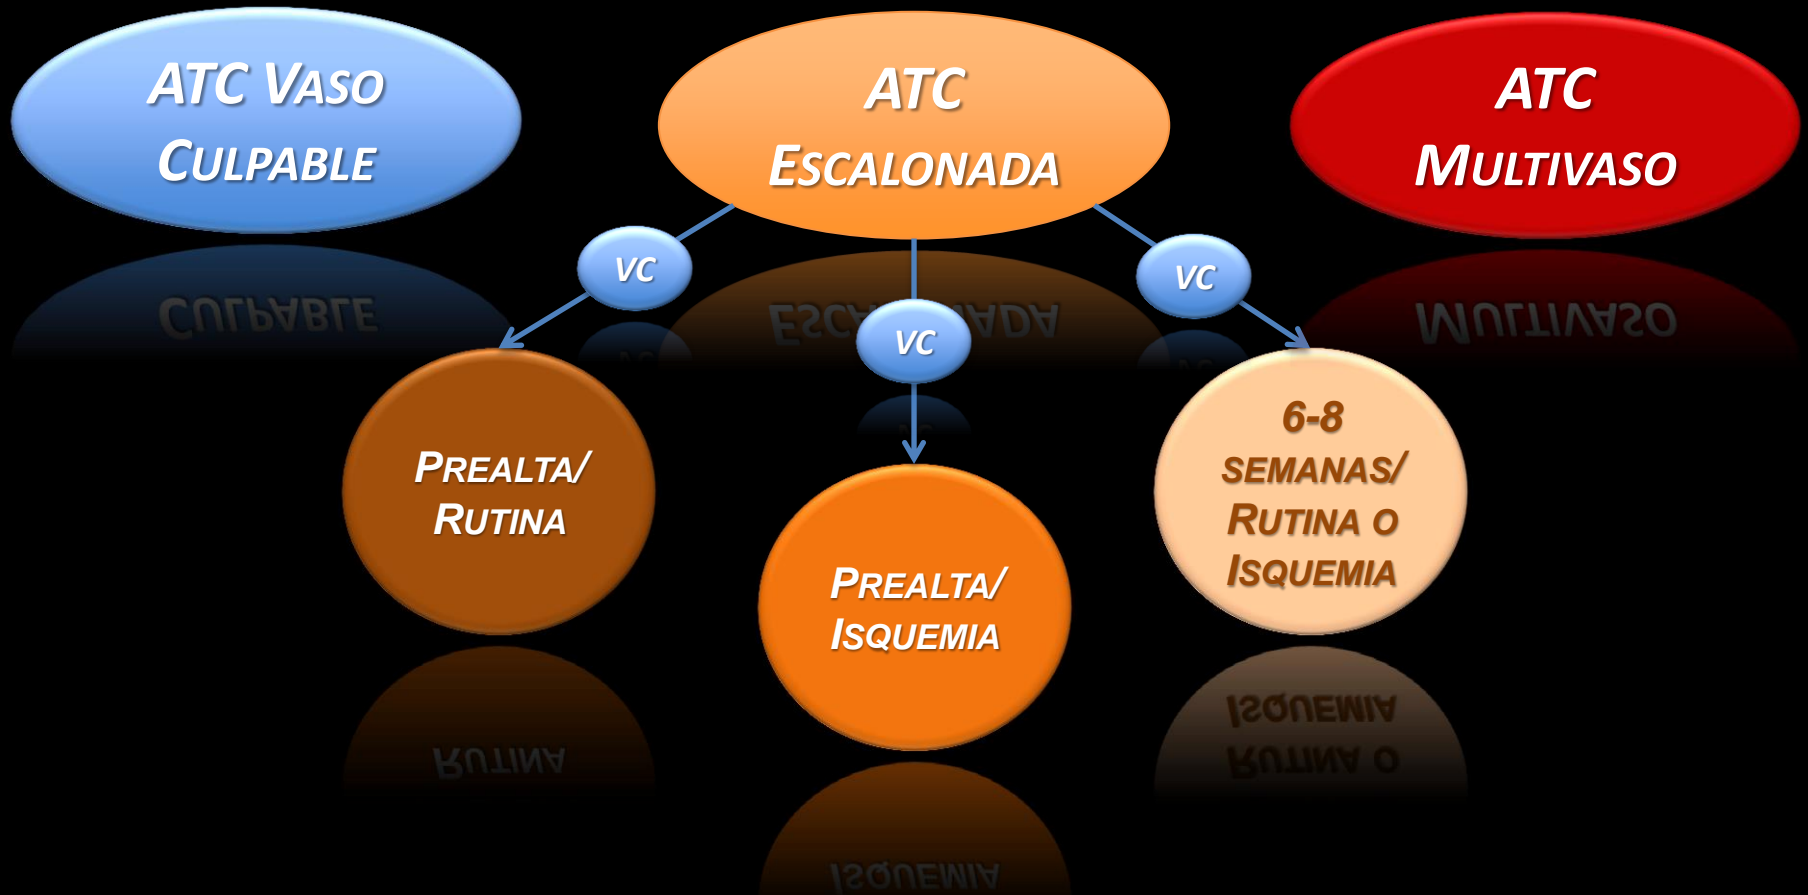 ATC VASO
CULPABLE
ATC
ESCALONADA
ATC
MULTIVASO
VC
VC
VC
PREALTA/
RUTINA
PREALTA/
ISQUEMIA
6-8
SEMANAS/
RUTINA O
ISQUEMIA